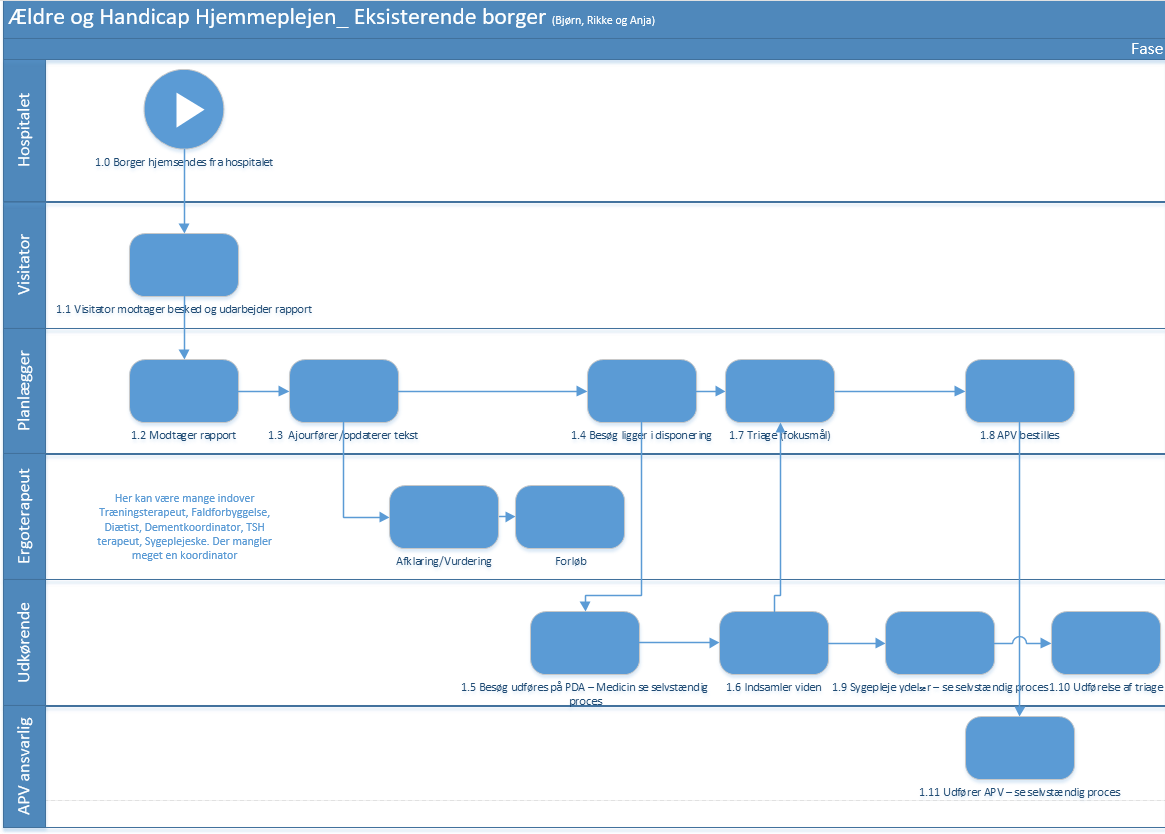 Ældre og Handicap Hjemmeplejen_ Eksisterende borger (Bjørn, Rikke og Anja)
Fase
Hospitalet
1.0 Borger hjemsendes fra hospitalet
Visitator
1.1 Visitator modtager besked og udarbejder rapport
Planlægger
1.2 Modtager rapport
1.3 Ajourfører/opdaterer tekst
1.4 Besøg ligger i disponering
1.7 Triage (fokusmål)
1.8 APV bestilles
Ergoterapeut
Her kan være mange indover
Træningsterapeut, Faldforbyggelse,
Diætist, Dementkoordinator, TSH
terapeut, Sygeplejeske. Der mangler
meget en koordinator
Afklaring/Vurdering
Forløb
Udkørende
1.5 Besøg udføres på PDA – Medicin se selvstændig
proces
1.6 Indsamler viden
1.9 Sygepleje ydelser – se selvstændig proces
1.10 Udførelse af triage
APV ansvarlig
1.11 Udfører APV – se selvstændig proces